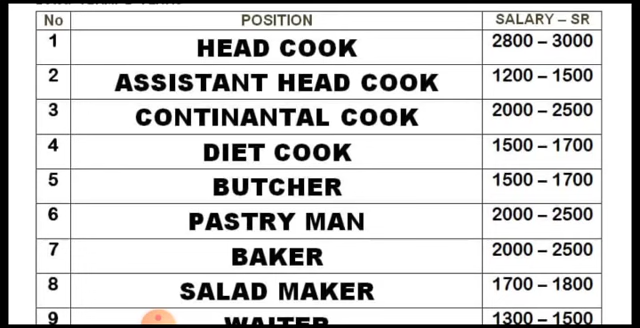 No POSITION SALARY – SR
1 HEAD COOK 2800 – 3000
2 ASSISTANT HEAD COOK 1200 – 1500
3 CONTINANTAL COOK 2000 – 2500
4 DIET COOK 1500 – 1700
5 BUTCHER 1500 – 1700
6 PASTRY MAN 2000 – 2500
7 BAKER 2000 – 2500
8 SALAD MAKER 1700 – 1800
9 WAITER 1300 – 1500